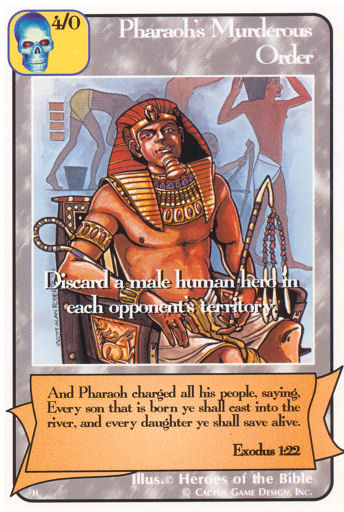 4/0
Pharaoh's Murderous
Order
Discard a male human hero in
each opponent's territory.
And Pharaoh charged all his people, saying,
Every son that is born ye shall cast into the
river, and every daughter ye shall save alive.
Exodus 1:22
H
Illus.© Heroes of the Bible
© Cactus Game Design, Inc.